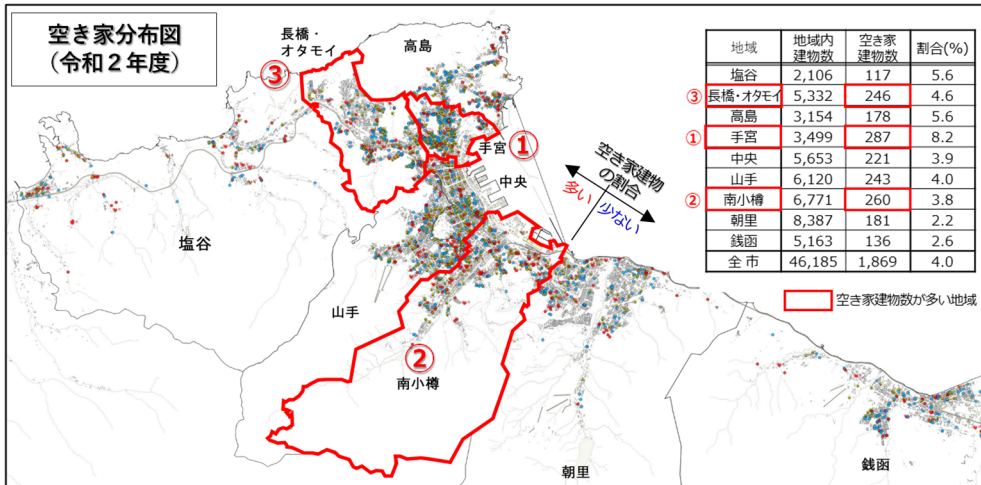 空き家分布図
（令和２年度）
長橋・
オタモイ
高島
③
手宮
①
中央
空き家建物
の割合
多い
少ない
塩谷
山手
②
南小樽
朝里
銭函
地域 地域内建物数 空き家建物数 割合(%)
塩谷 2,106 117 5.6
③ 長橋・オタモイ 5,332 246 4.6
高島 3,154 178 5.6
① 手宮 3,499 287 8.2
中央 5,653 221 3.9
山手 6,120 243 4.0
② 南小樽 6,771 260 3.8
朝里 8,387 181 2.2
銭函 5,163 136 2.6
全市 46,185 1,869 4.0
空き家建物数が多い地域